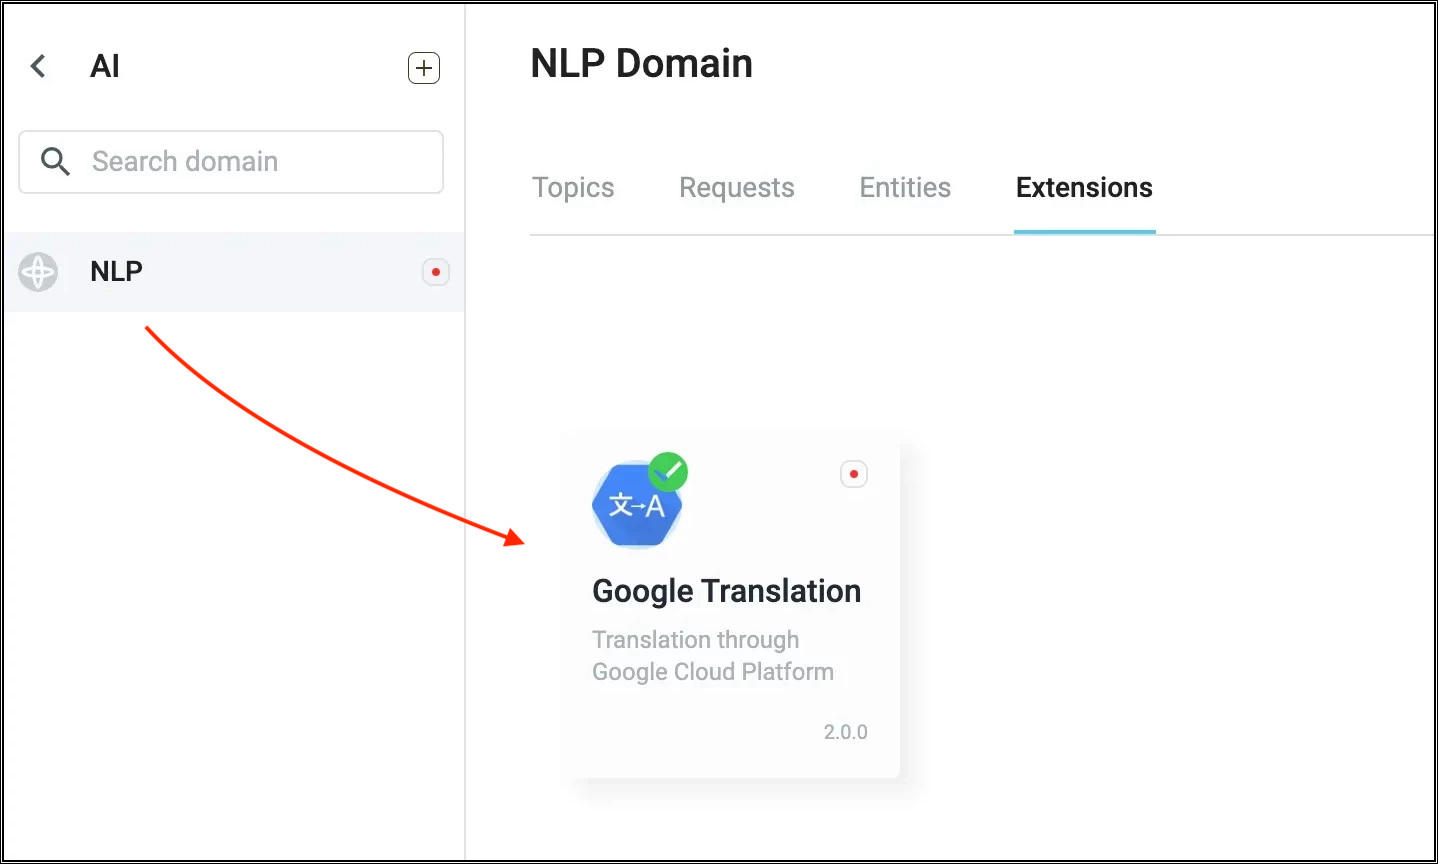 AI
Search domain
NLP
NLP Domain
Topics Requests Entities Extensions
文→A
Google Translation
Translation through
Google Cloud Platform
2.0.0